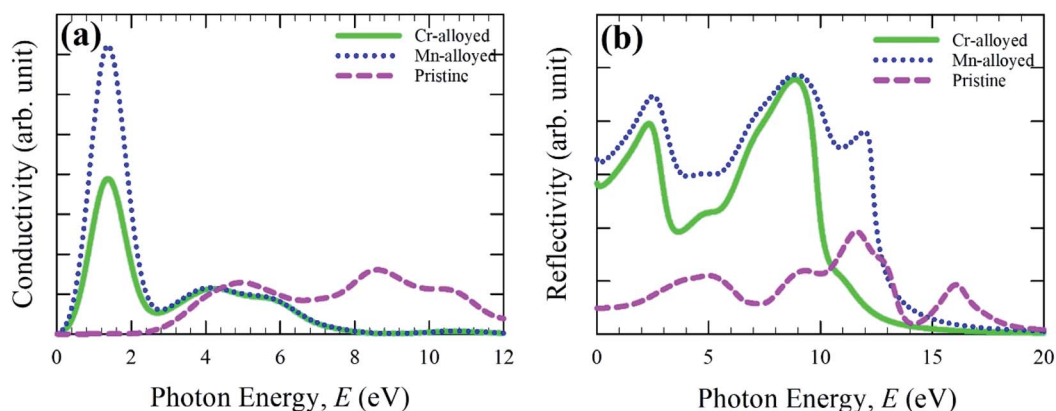 (a)
Cr-alloyed
Mn-alloyed
Pristine
Conductivity (arb. unit)
0 2 4 6 8 10 12
Photon Energy, E (eV)
(b)
Cr-alloyed
Mn-alloyed
Pristine
Reflectivity (arb. unit)
0 5 10 15 20
Photon Energy, E (eV)